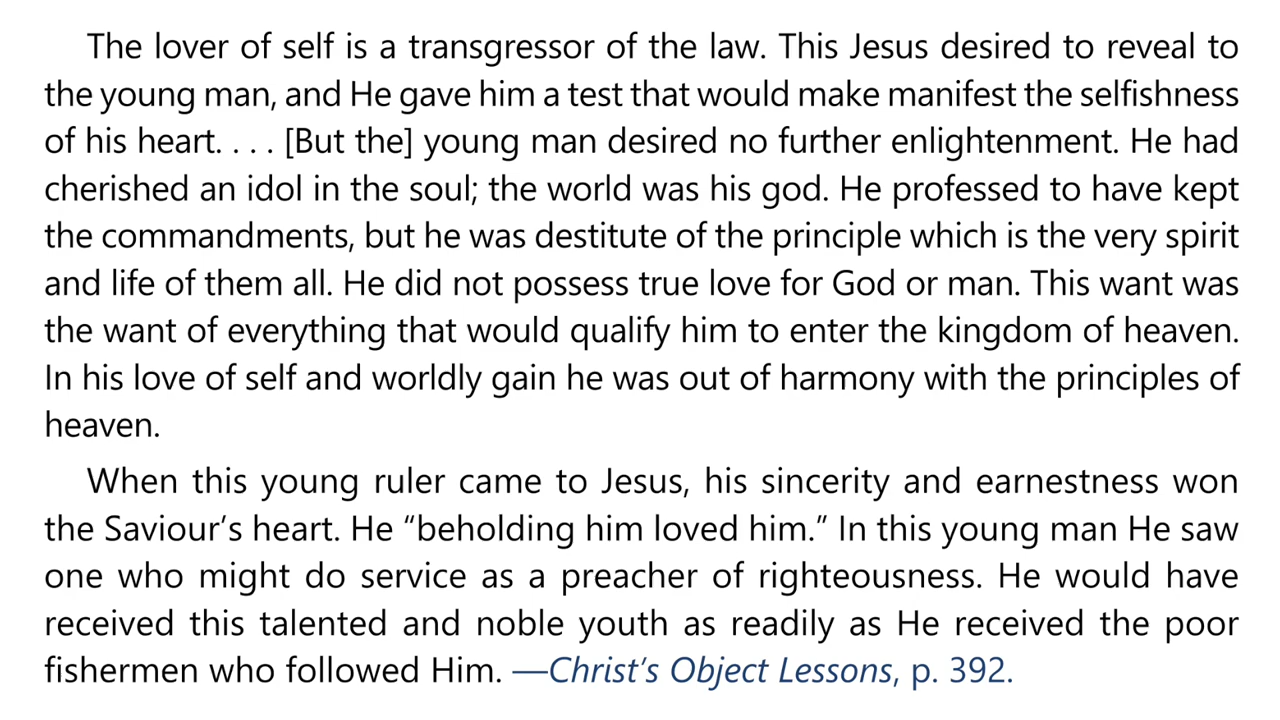 The lover of self is a transgressor of the law. This Jesus desired to reveal to
the young man, and He gave him a test that would make manifest the selfishness
of his heart. . . . [But the] young man desired no further enlightenment. He had
cherished an idol in the soul; the world was his god. He professed to have kept
the commandments, but he was destitute of the principle which is the very spirit
and life of them all. He did not possess true love for God or man. This want was
the want of everything that would qualify him to enter the kingdom of heaven.
In his love of self and worldly gain he was out of harmony with the principles of
heaven.
When this young ruler came to Jesus, his sincerity and earnestness won
the Saviour’s heart. He “beholding him loved him.” In this young man He saw
one who might do service as a preacher of righteousness. He would have
received this talented and noble youth as readily as He received the poor
fishermen who followed Him. —Christ’s Object Lessons, p. 392.